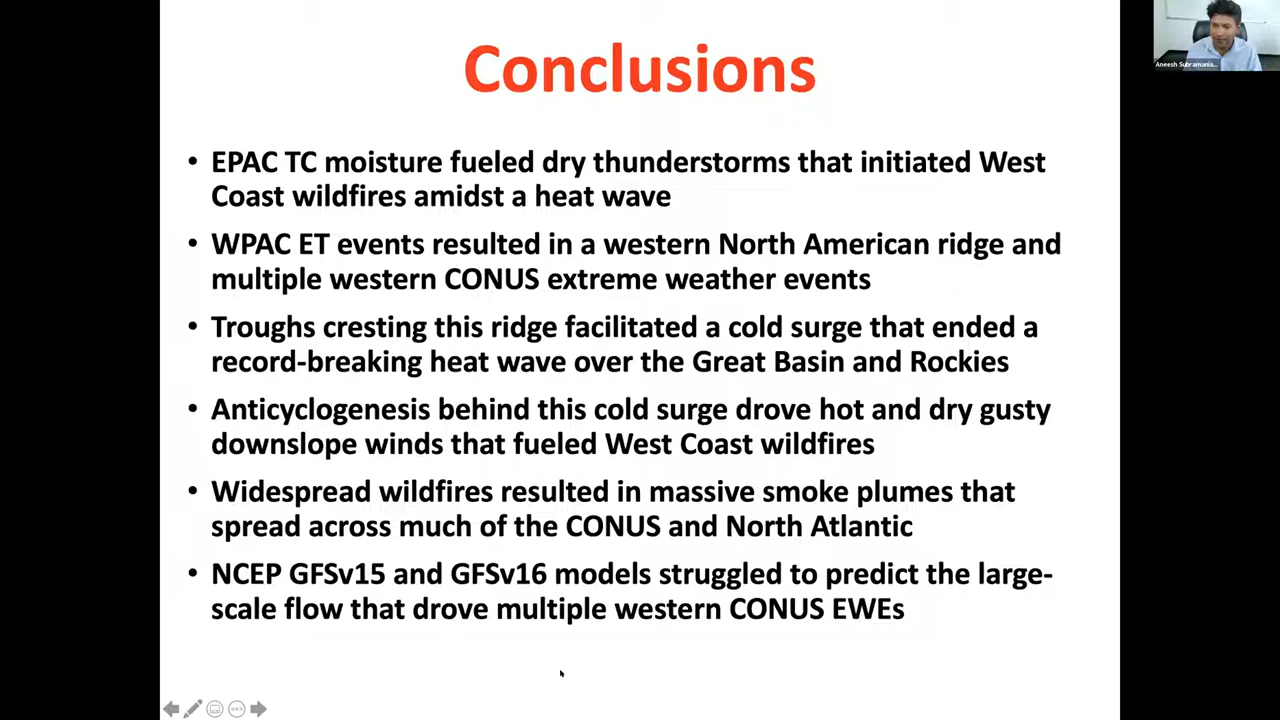 Conclusions
Aneesh Subramania...
• EPAC TC moisture fueled dry thunderstorms that initiated West
Coast wildfires amidst a heat wave
• WPAC ET events resulted in a western North American ridge and
multiple western CONUS extreme weather events
• Troughs cresting this ridge facilitated a cold surge that ended a
record-breaking heat wave over the Great Basin and Rockies
• Anticyclogenesis behind this cold surge drove hot and dry gusty
downslope winds that fueled West Coast wildfires
• Widespread wildfires resulted in massive smoke plumes that
spread across much of the CONUS and North Atlantic
• NCEP GFSv15 and GFSv16 models struggled to predict the large-
scale flow that drove multiple western CONUS EWEs